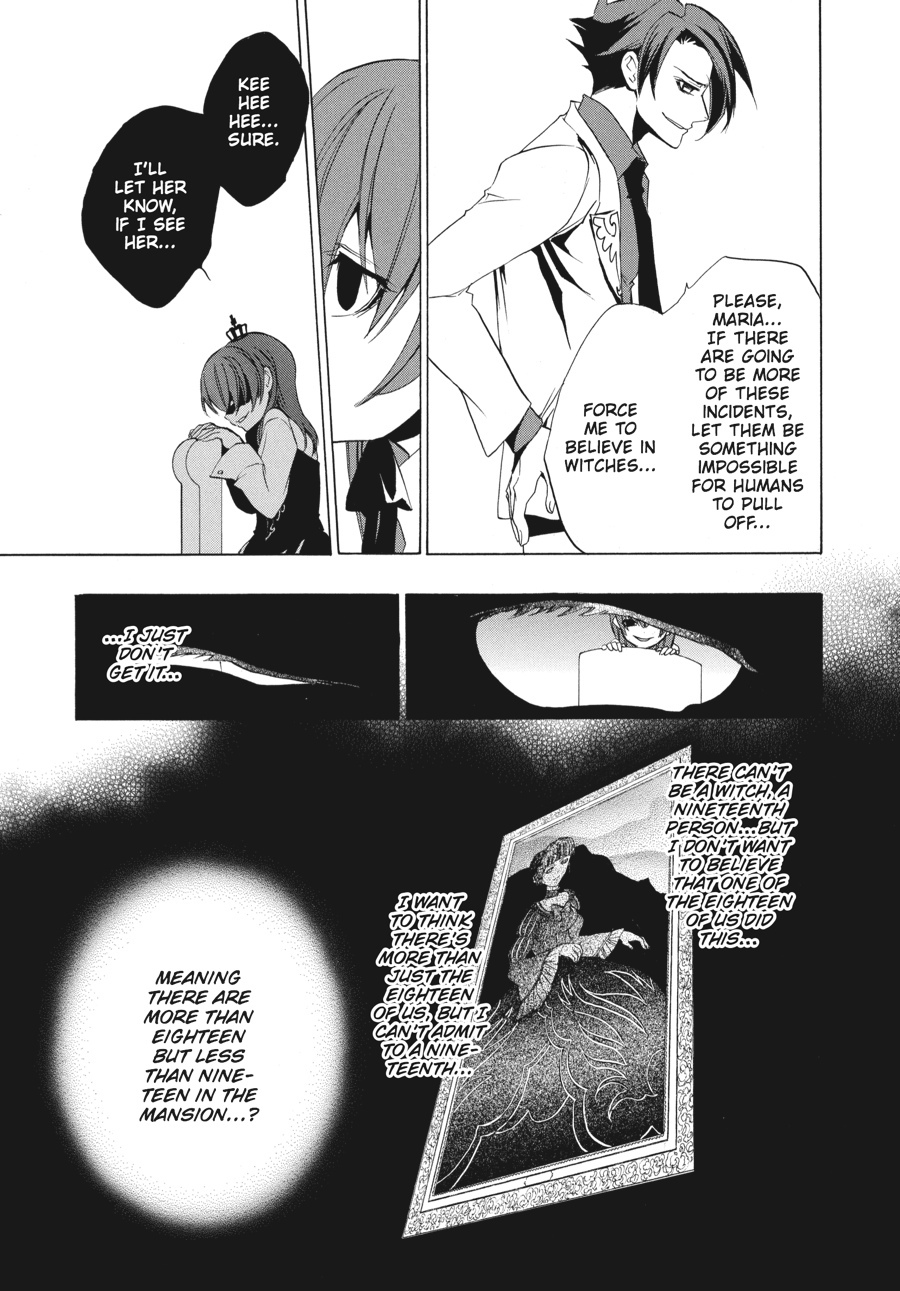 PLEASE,
MARIA...
IF THERE
ARE GOING
TO BE MORE
OF THESE
INCIDENTS,
LET THEM BE
SOMETHING
IMPOSSIBLE
FOR HUMANS
TO PULL
OFF...
FORCE
ME TO
BELIEVE IN
WITCHES...
KEE
HEE
HEE...
SURE.
I'LL
LET HER
KNOW,
IF I SEE
HER...
...I JUST
DON'T
GET IT...
THERE CAN'T
BE A WITCH, A
NINETEENTH
PERSON...BUT
I DON'T WANT
TO BELIEVE
THAT ONE OF
THE EIGHTEEN
OF US DID
THIS...
I WANT
TO THINK
THERE'S
MORE THAN
JUST THE
EIGHTEEN
OF US, BUT I
CAN'T ADMIT
TO A NINE-
TEENTH...
MEANING
THERE ARE
MORE THAN
EIGHTEEN
BUT LESS
THAN NINE-
TEEN IN THE
MANSION...?